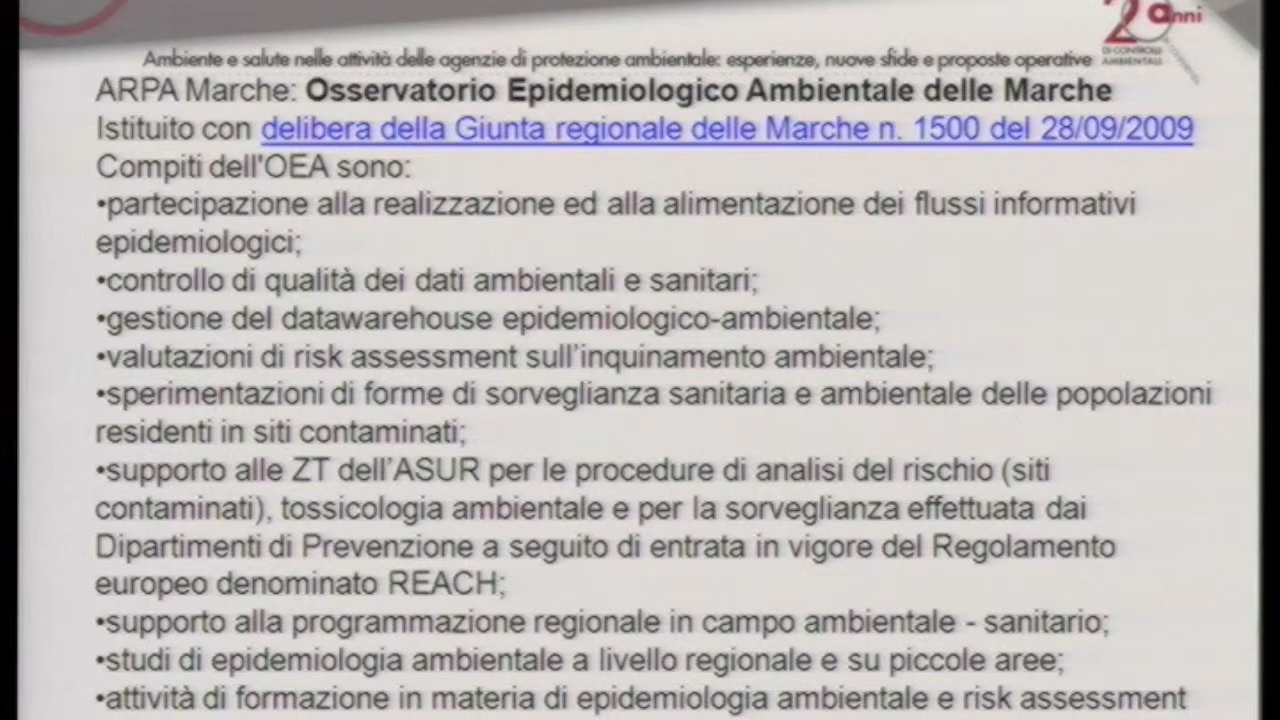 20 anni
DI CONTROLLI
AMBIENTALI
Ambiente e salute nelle attività delle agenzie di protezione ambientale: esperienze, nuove sfide e proposte operative
ARPA Marche: Osservatorio Epidemiologico Ambientale delle Marche
Istituito con delibera della Giunta regionale delle Marche n. 1500 del 28/09/2009
Compiti dell'OEA sono:
•partecipazione alla realizzazione ed alla alimentazione dei flussi informativi
epidemiologici;
•controllo di qualità dei dati ambientali e sanitari;
•gestione del datawarehouse epidemiologico-ambientale;
•valutazioni di risk assessment sull'inquinamento ambientale;
•sperimentazioni di forme di sorveglianza sanitaria e ambientale delle popolazioni
residenti in siti contaminati;
•supporto alle ZT dell'ASUR per le procedure di analisi del rischio (siti
contaminati), tossicologia ambientale e per la sorveglianza effettuata dai
Dipartimenti di Prevenzione a seguito di entrata in vigore del Regolamento
europeo denominato REACH;
•supporto alla programmazione regionale in campo ambientale - sanitario;
•studi di epidemiologia ambientale a livello regionale e su piccole aree;
•attività di formazione in materia di epidemiologia ambientale e risk assessment